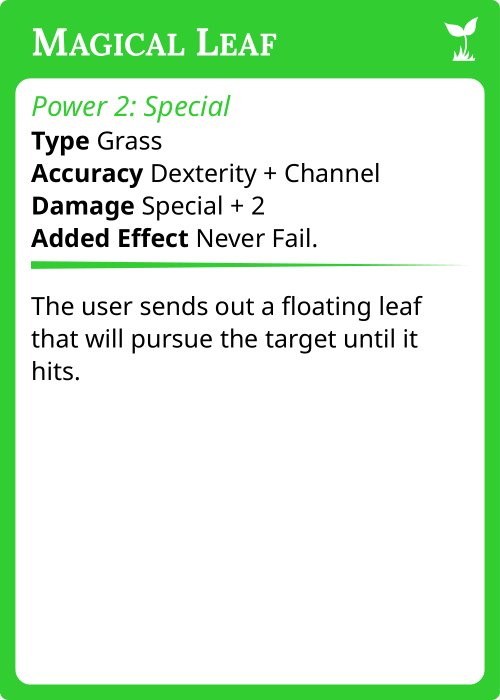 Magical Leaf
Power 2: Special
Type Grass
Accuracy Dexterity + Channel
Damage Special + 2
Added Effect Never Fail.
The user sends out a floating leaf
that will pursue the target until it
hits.